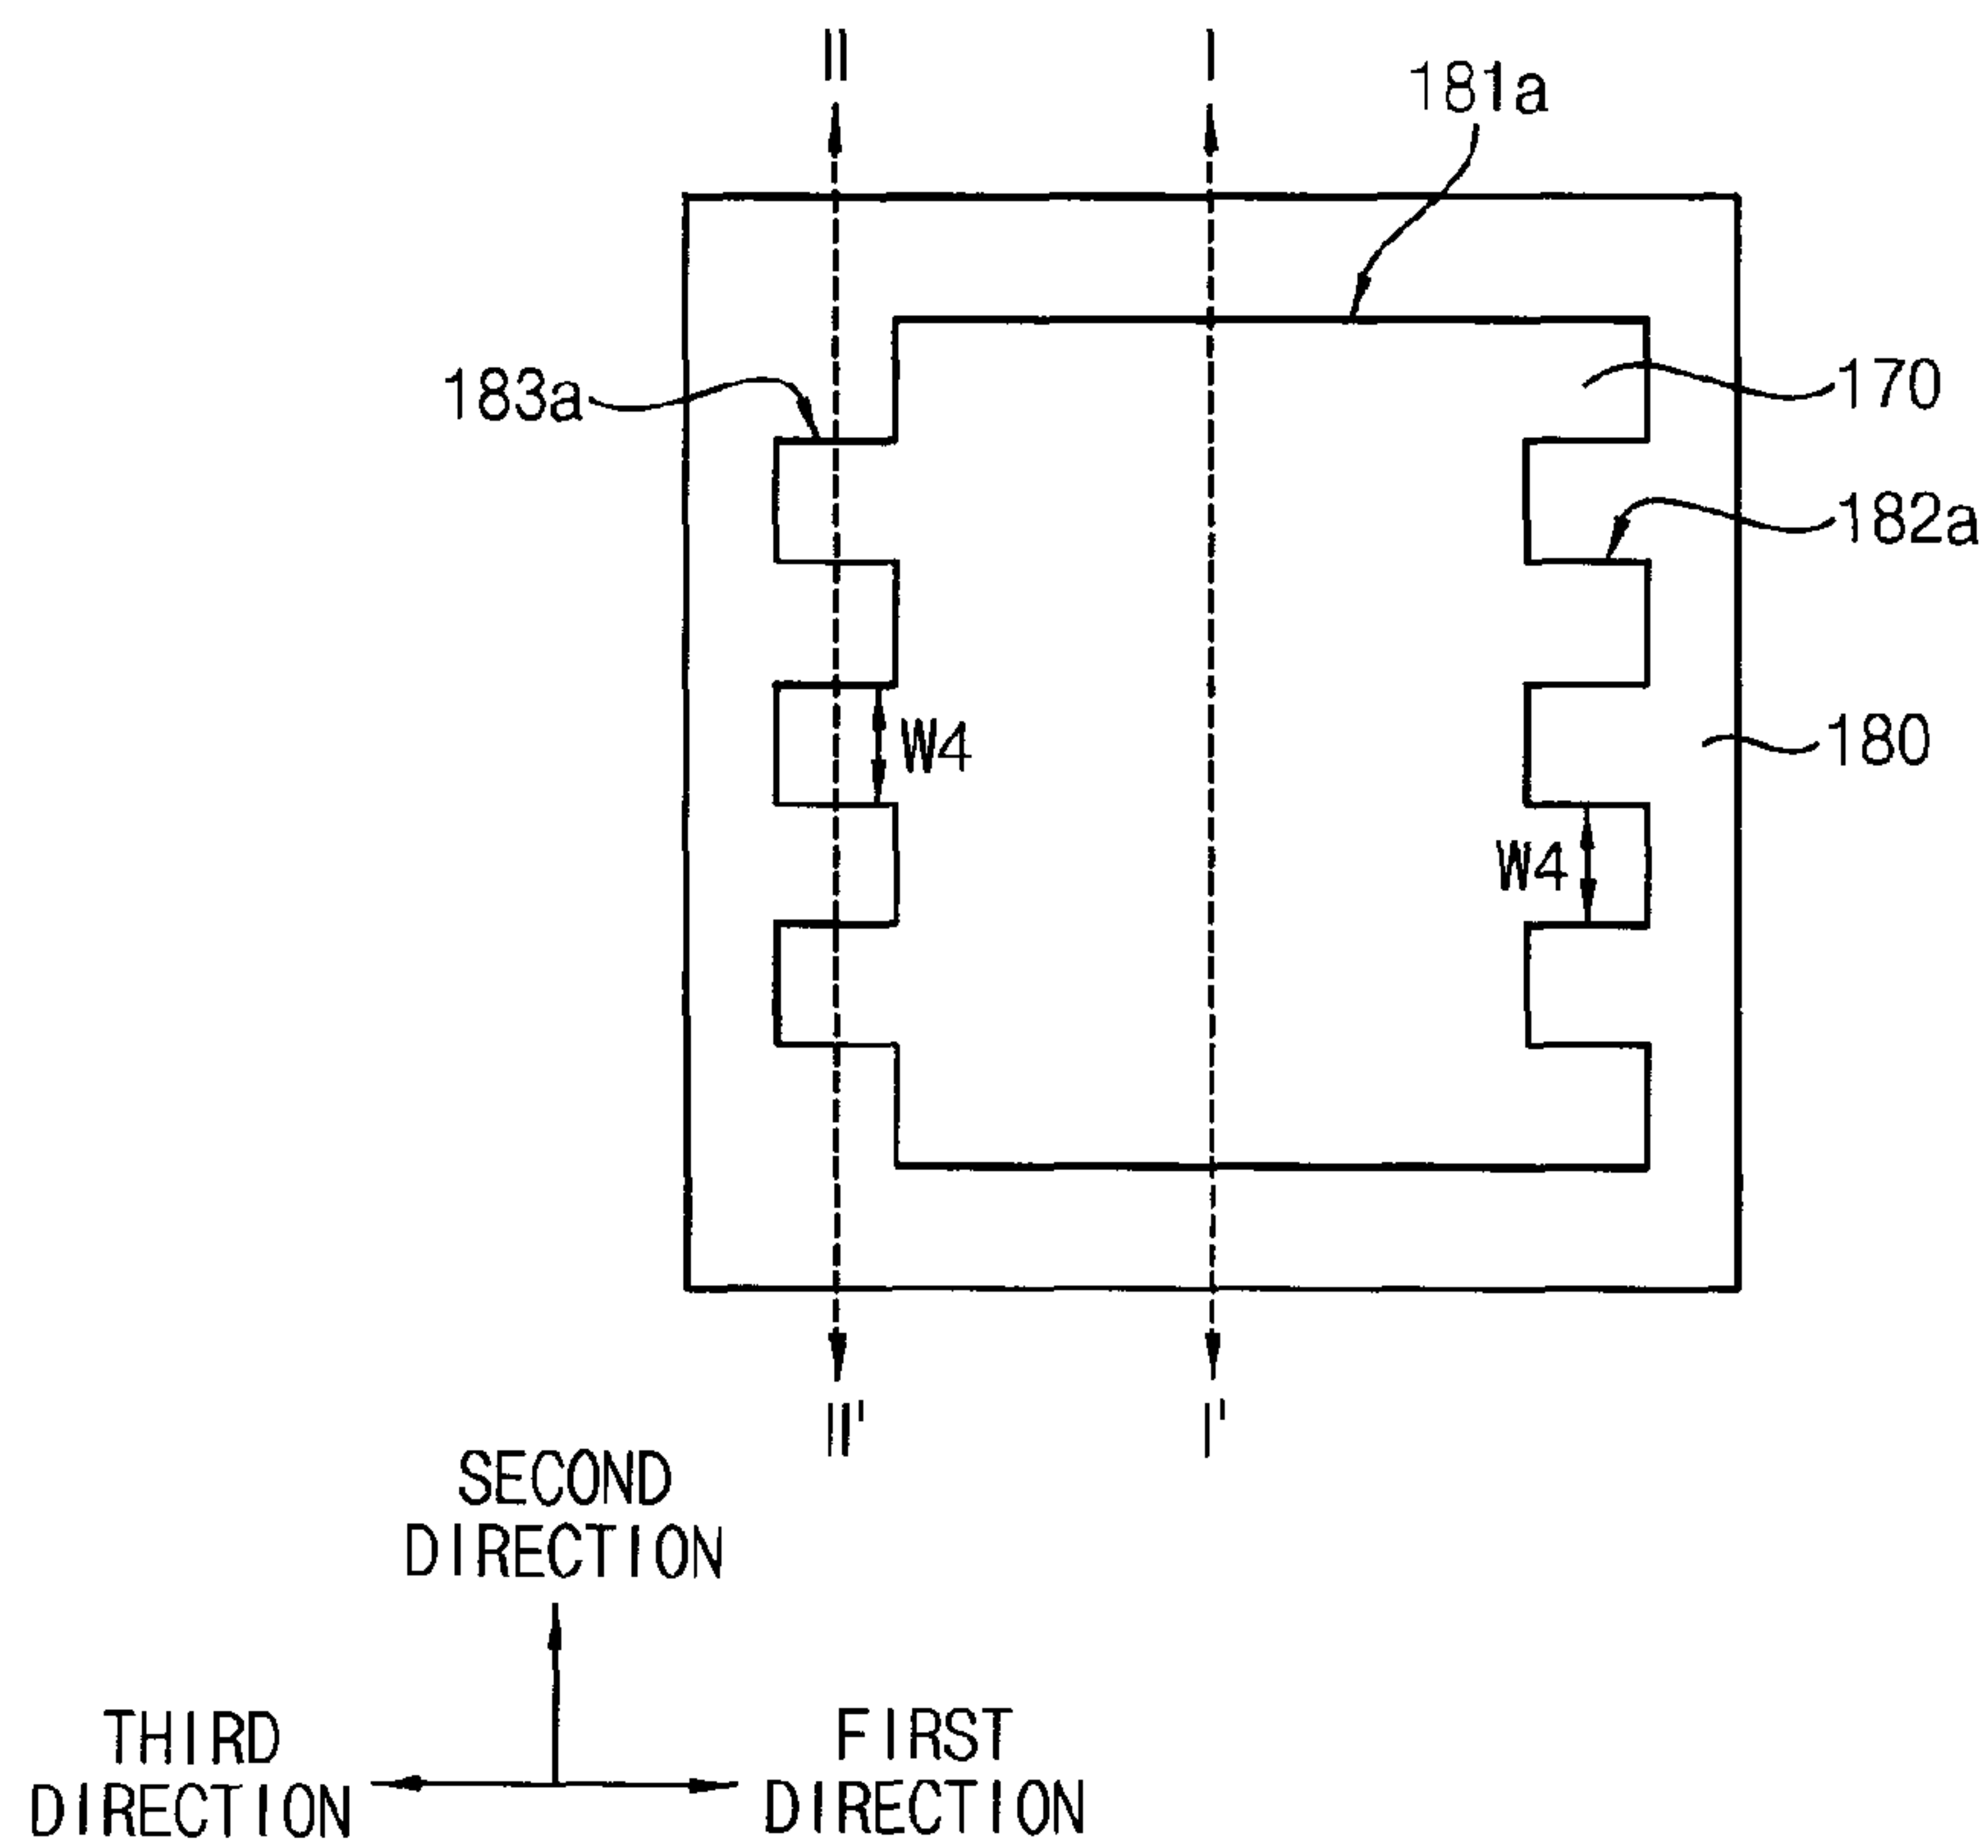 II
I
181a
183a
170
182a
W4
180
W4
II'
I'
SECOND
DIRECTION
THIRD
DIRECTION
FIRST
DIRECTION